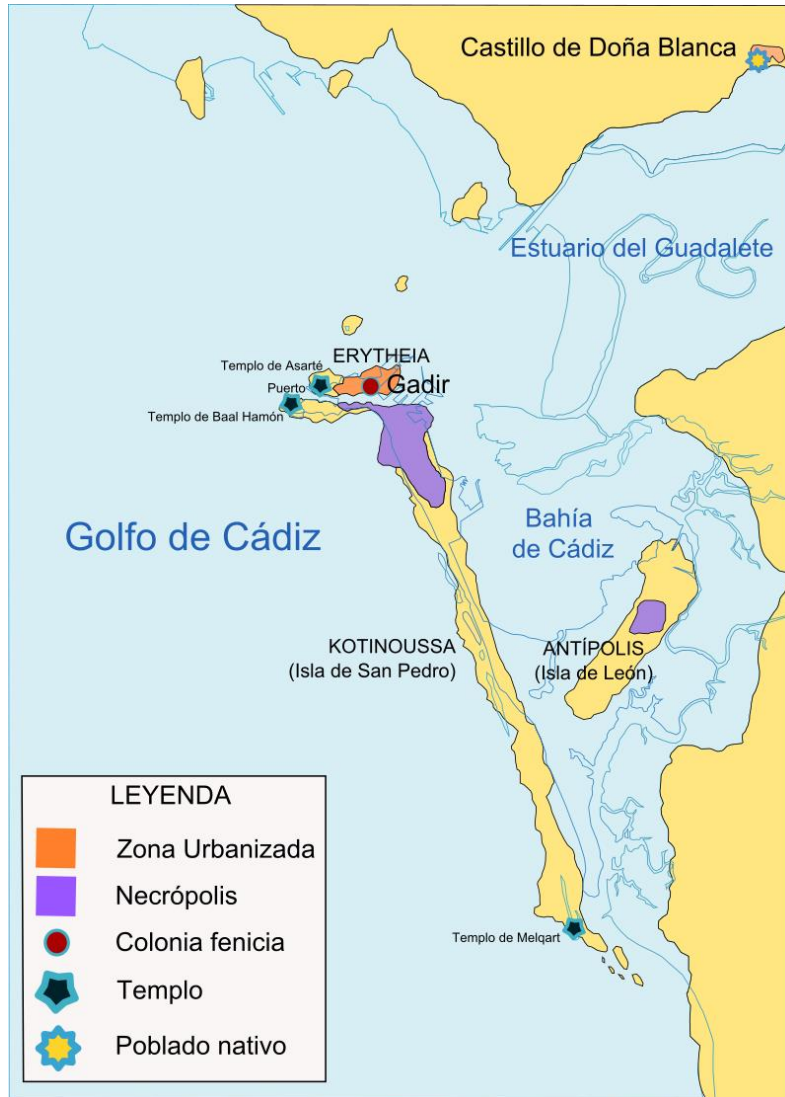 Castillo de Doña Blanca
Estuario del Guadalete
ERYTHEIA
Templo de Asarté
Puerto
Gadir
Templo de Baal Hamón
Golfo de Cádiz
Bahía
de Cádiz
KOTINOUSSA
(Isla de San Pedro)
ANTÍPOLIS
(Isla de León)
LEYENDA
Zona Urbanizada
Necrópolis
Colonia fenicia
Templo
Poblado nativo
Templo de Melqart